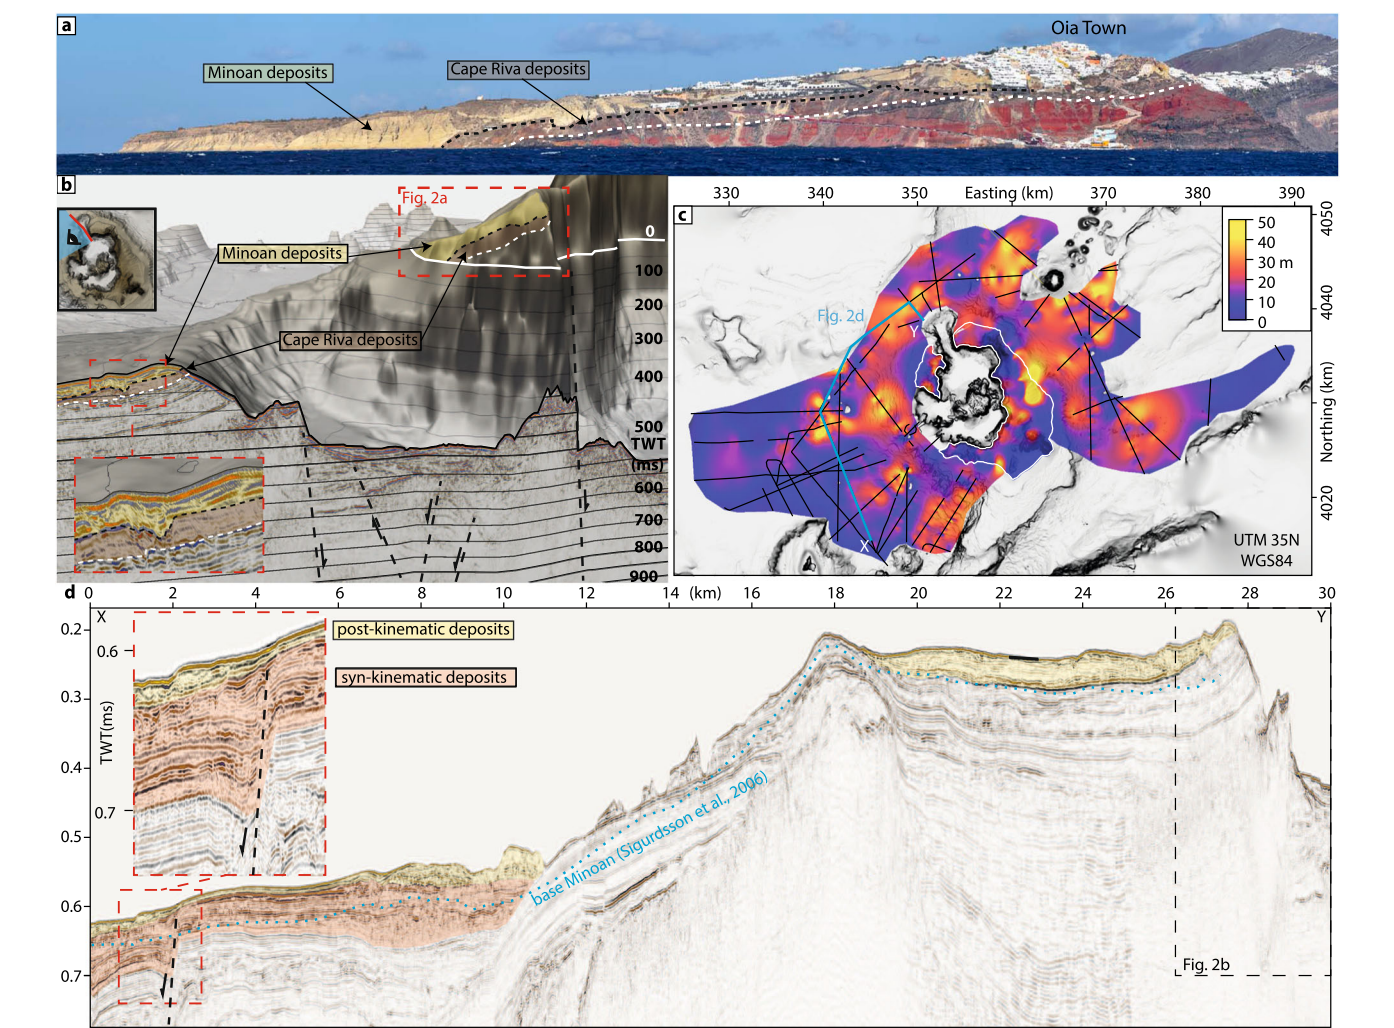 a
Oia Town
Minoan deposits
Cape Riva deposits
b
Fig. 2a
Minoan deposits
Cape Riva deposits
0
100
200
300
400
500
TWT
(ms)
600
700
800
900
c
330 340 350 Easting (km) 370 380 390
4050
4040
Northing (km)
4020
50
40
30 m
20
10
0
Fig. 2d
Y
X
UTM 35N
WGS84
d
0 2 4 6 8 10 12 14 (km) 16 18 20 22 24 26 28 30
X
Y
0.2
0.3
0.4
0.5
0.6
0.7
TWT(ms)
0.6
0.7
post-kinematic deposits
syn-kinematic deposits
base Minoan (Sigurdsson et al., 2006)
Fig. 2b